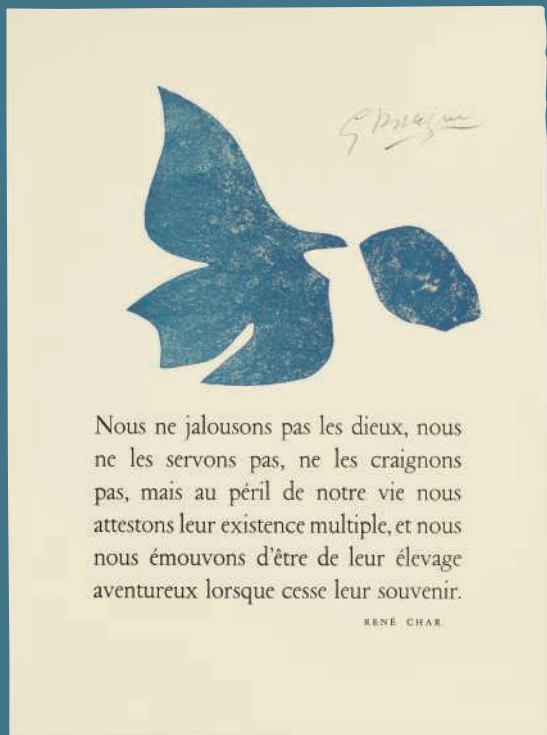 G Braque
Nous ne jalousons pas les dieux, nous
ne les servons pas, ne les craignons
pas, mais au péril de notre vie nous
attestons leur existence multiple, et nous
nous émouvons d’être de leur élevage
aventureux lorsque cesse leur souvenir.
RENÉ CHAR